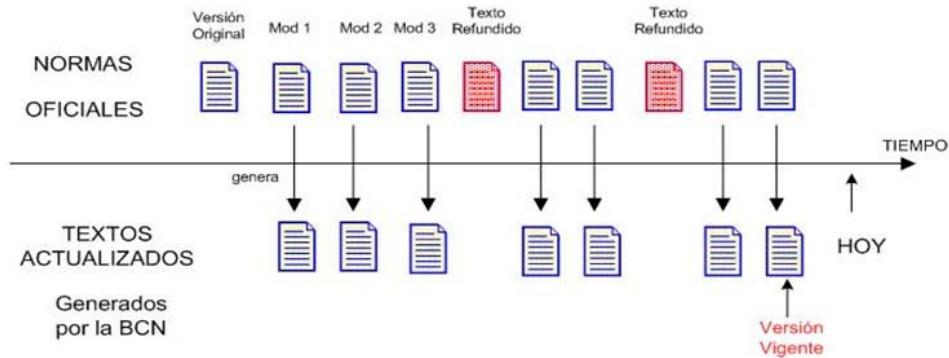 Versión
Original
Mod 1
Mod 2
Mod 3
Texto
Refundido
Texto
Refundido
NORMAS
OFICIALES
TIEMPO
genera
TEXTOS
ACTUALIZADOS
HOY
Generados
por la BCN
Versión
Vigente